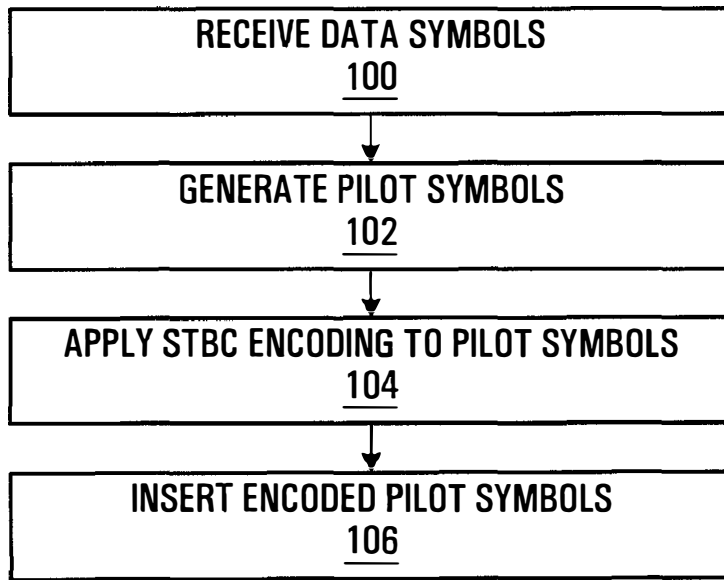 RECEIVE DATA SYMBOLS
100
GENERATE PILOT SYMBOLS
102
APPLY STBC ENCODING TO PILOT SYMBOLS
104
INSERT ENCODED PILOT SYMBOLS
106